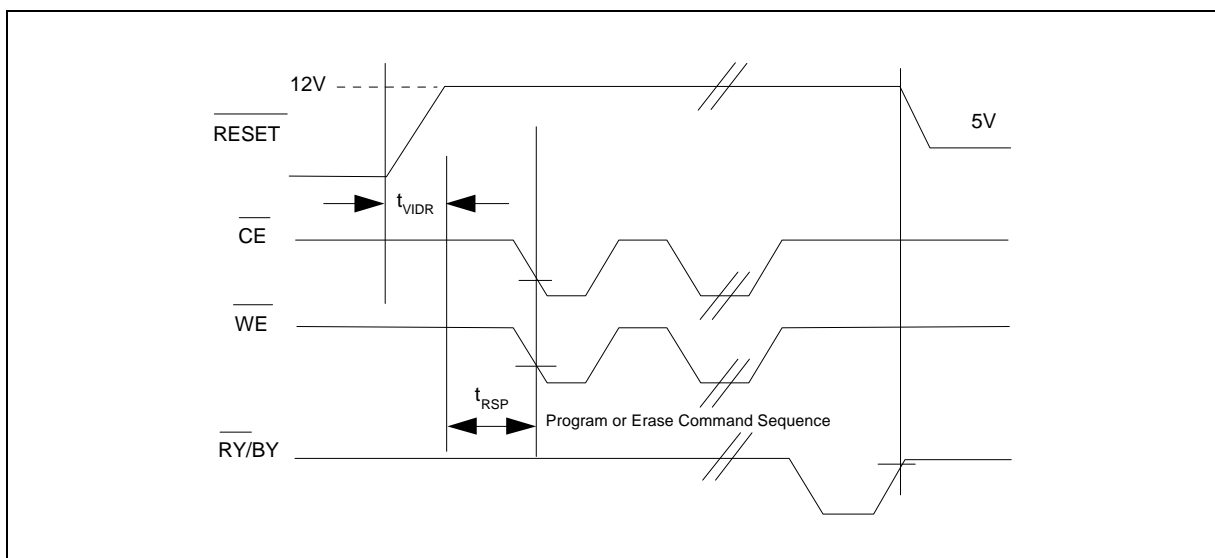 12V
RESET
5V
tVIDR
CE
WE
tRSP
Program or Erase Command Sequence
RY/BY